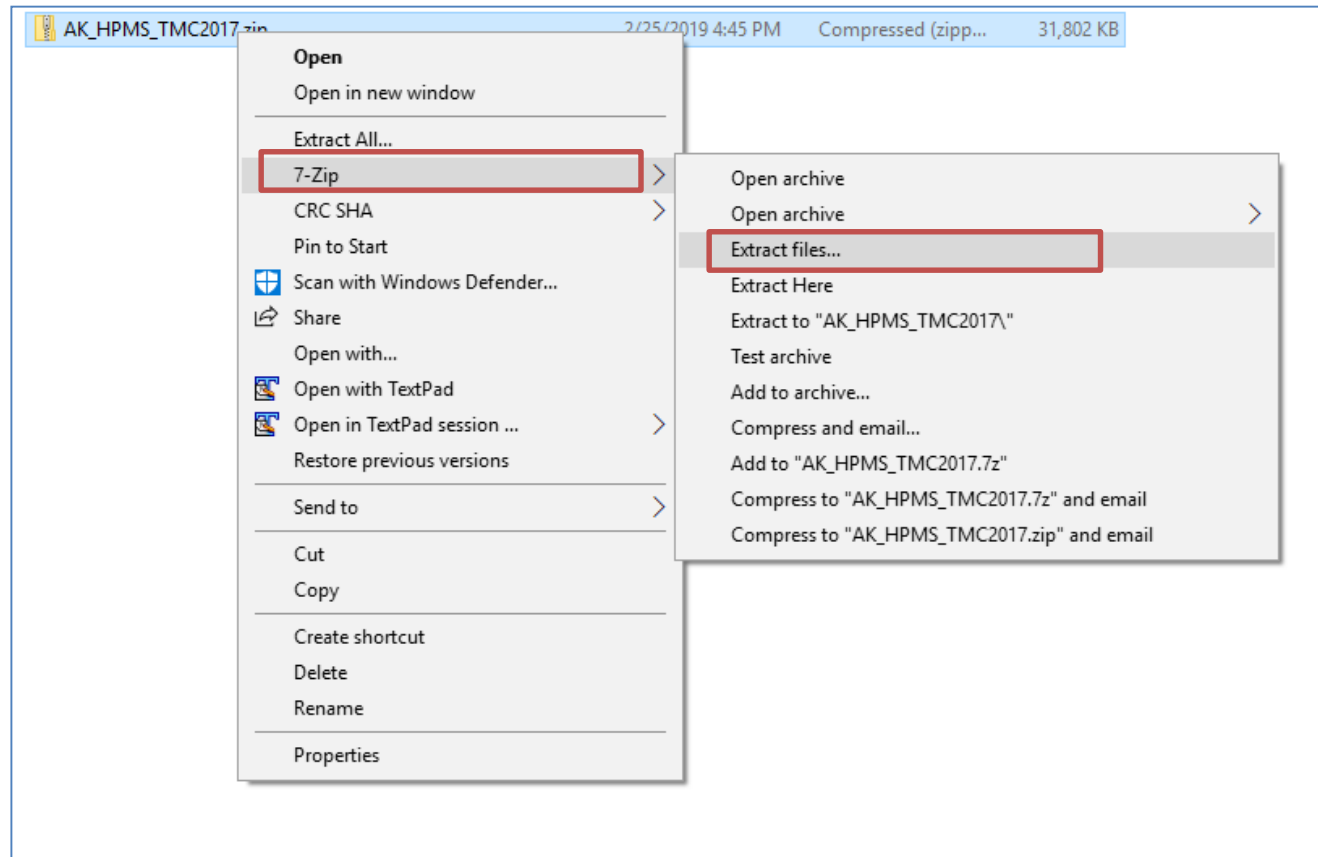 AK_HPMS_TMC2017.zip 2/25/2019 4:45 PM Compressed (zipp... 31,802 KB
Open
Open in new window
Extract All...
7-Zip
CRC SHA
Pin to Start
Scan with Windows Defender...
Share
Open with...
Open with TextPad
Open in TextPad session ...
Restore previous versions
Send to
Cut
Copy
Create shortcut
Delete
Rename
Properties
Open archive
Open archive
Extract files...
Extract Here
Extract to "AK_HPMS_TMC2017\"
Test archive
Add to archive...
Compress and email...
Add to "AK_HPMS_TMC2017.7z"
Compress to "AK_HPMS_TMC2017.7z" and email
Compress to "AK_HPMS_TMC2017.zip" and email